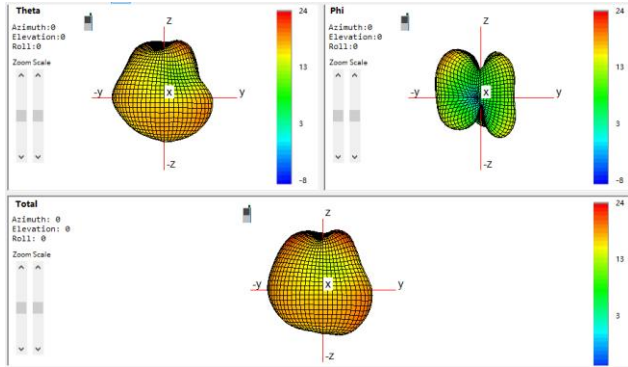 Theta
Azimuth:0
Elevation:0
Roll:0
Zoom Scale
z
-y
X
y
-Z
24
13
3
-8
Phi
Azimuth:0
Elevation:0
Roll:0
Zoom Scale
z
-y
X
y
-Z
24
13
3
-8
Total
Azimuth: 0
Elevation: 0
Roll: 0
Zoom Scale
z
-y
X
y
-Z
24
13
3